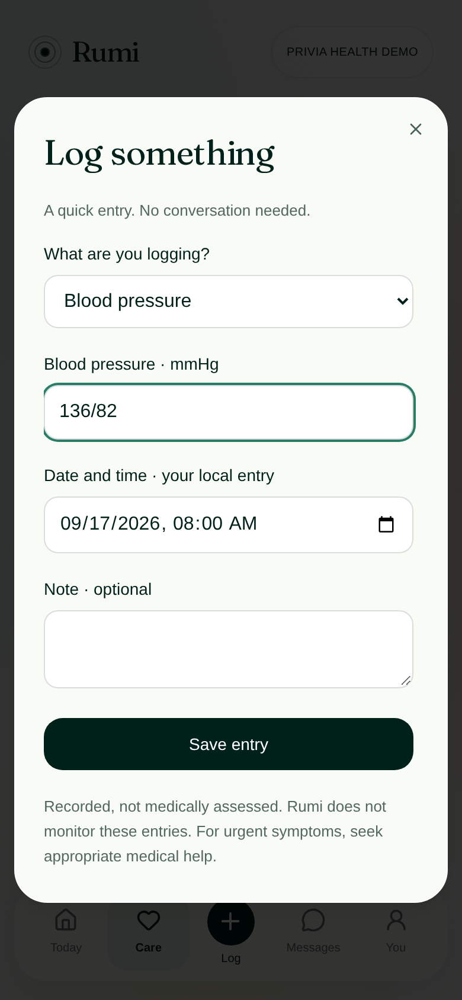 Rumi
PRIVIA HEALTH DEMO
Log something
A quick entry. No conversation needed.
What are you logging?
Blood pressure
Blood pressure · mmHg
136/82
Date and time · your local entry
09/17/2026, 08:00 AM
Note · optional
Save entry
Recorded, not medically assessed. Rumi does not
monitor these entries. For urgent symptoms, seek
appropriate medical help.
Today
Care
Log
Messages
You